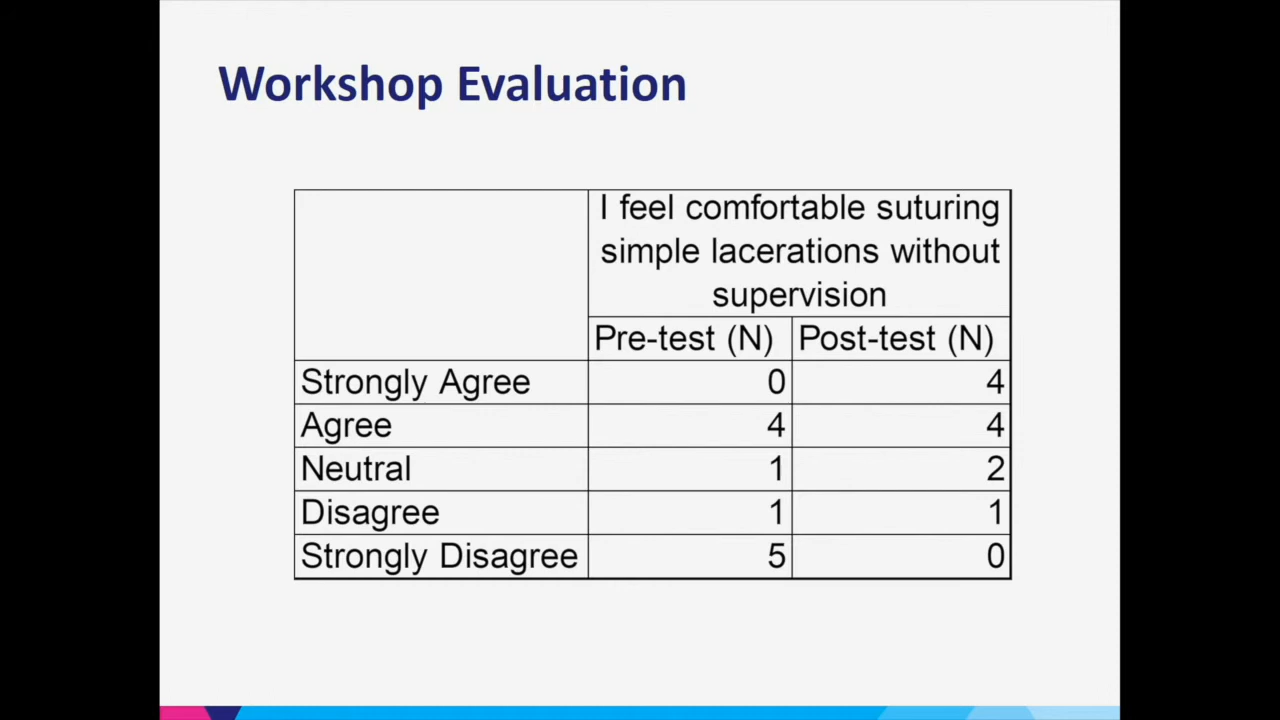 Workshop Evaluation
I feel comfortable suturing
simple lacerations without
supervision
Pre-test (N) Post-test (N)
Strongly Agree 0 4
Agree 4 4
Neutral 1 2
Disagree 1 1
Strongly Disagree 5 0